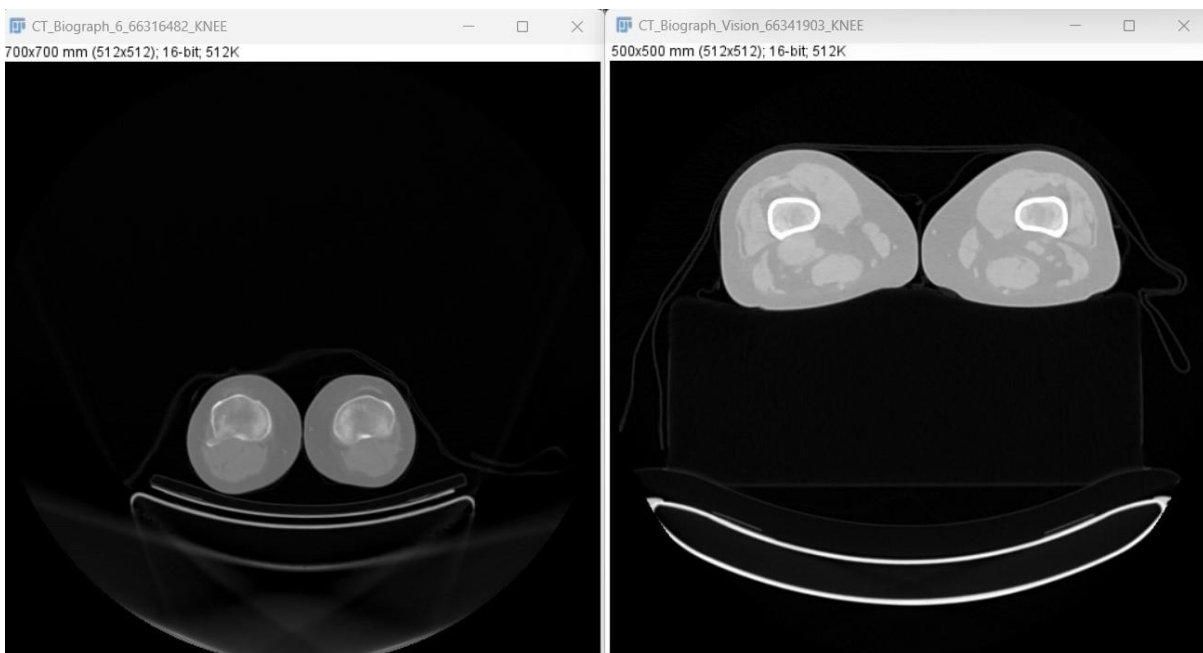 CT_Biograph_6_66316482_KNEE
700x700 mm (512x512); 16-bit; 512K
CT_Biograph_Vision_66341903_KNEE
500x500 mm (512x512); 16-bit; 512K